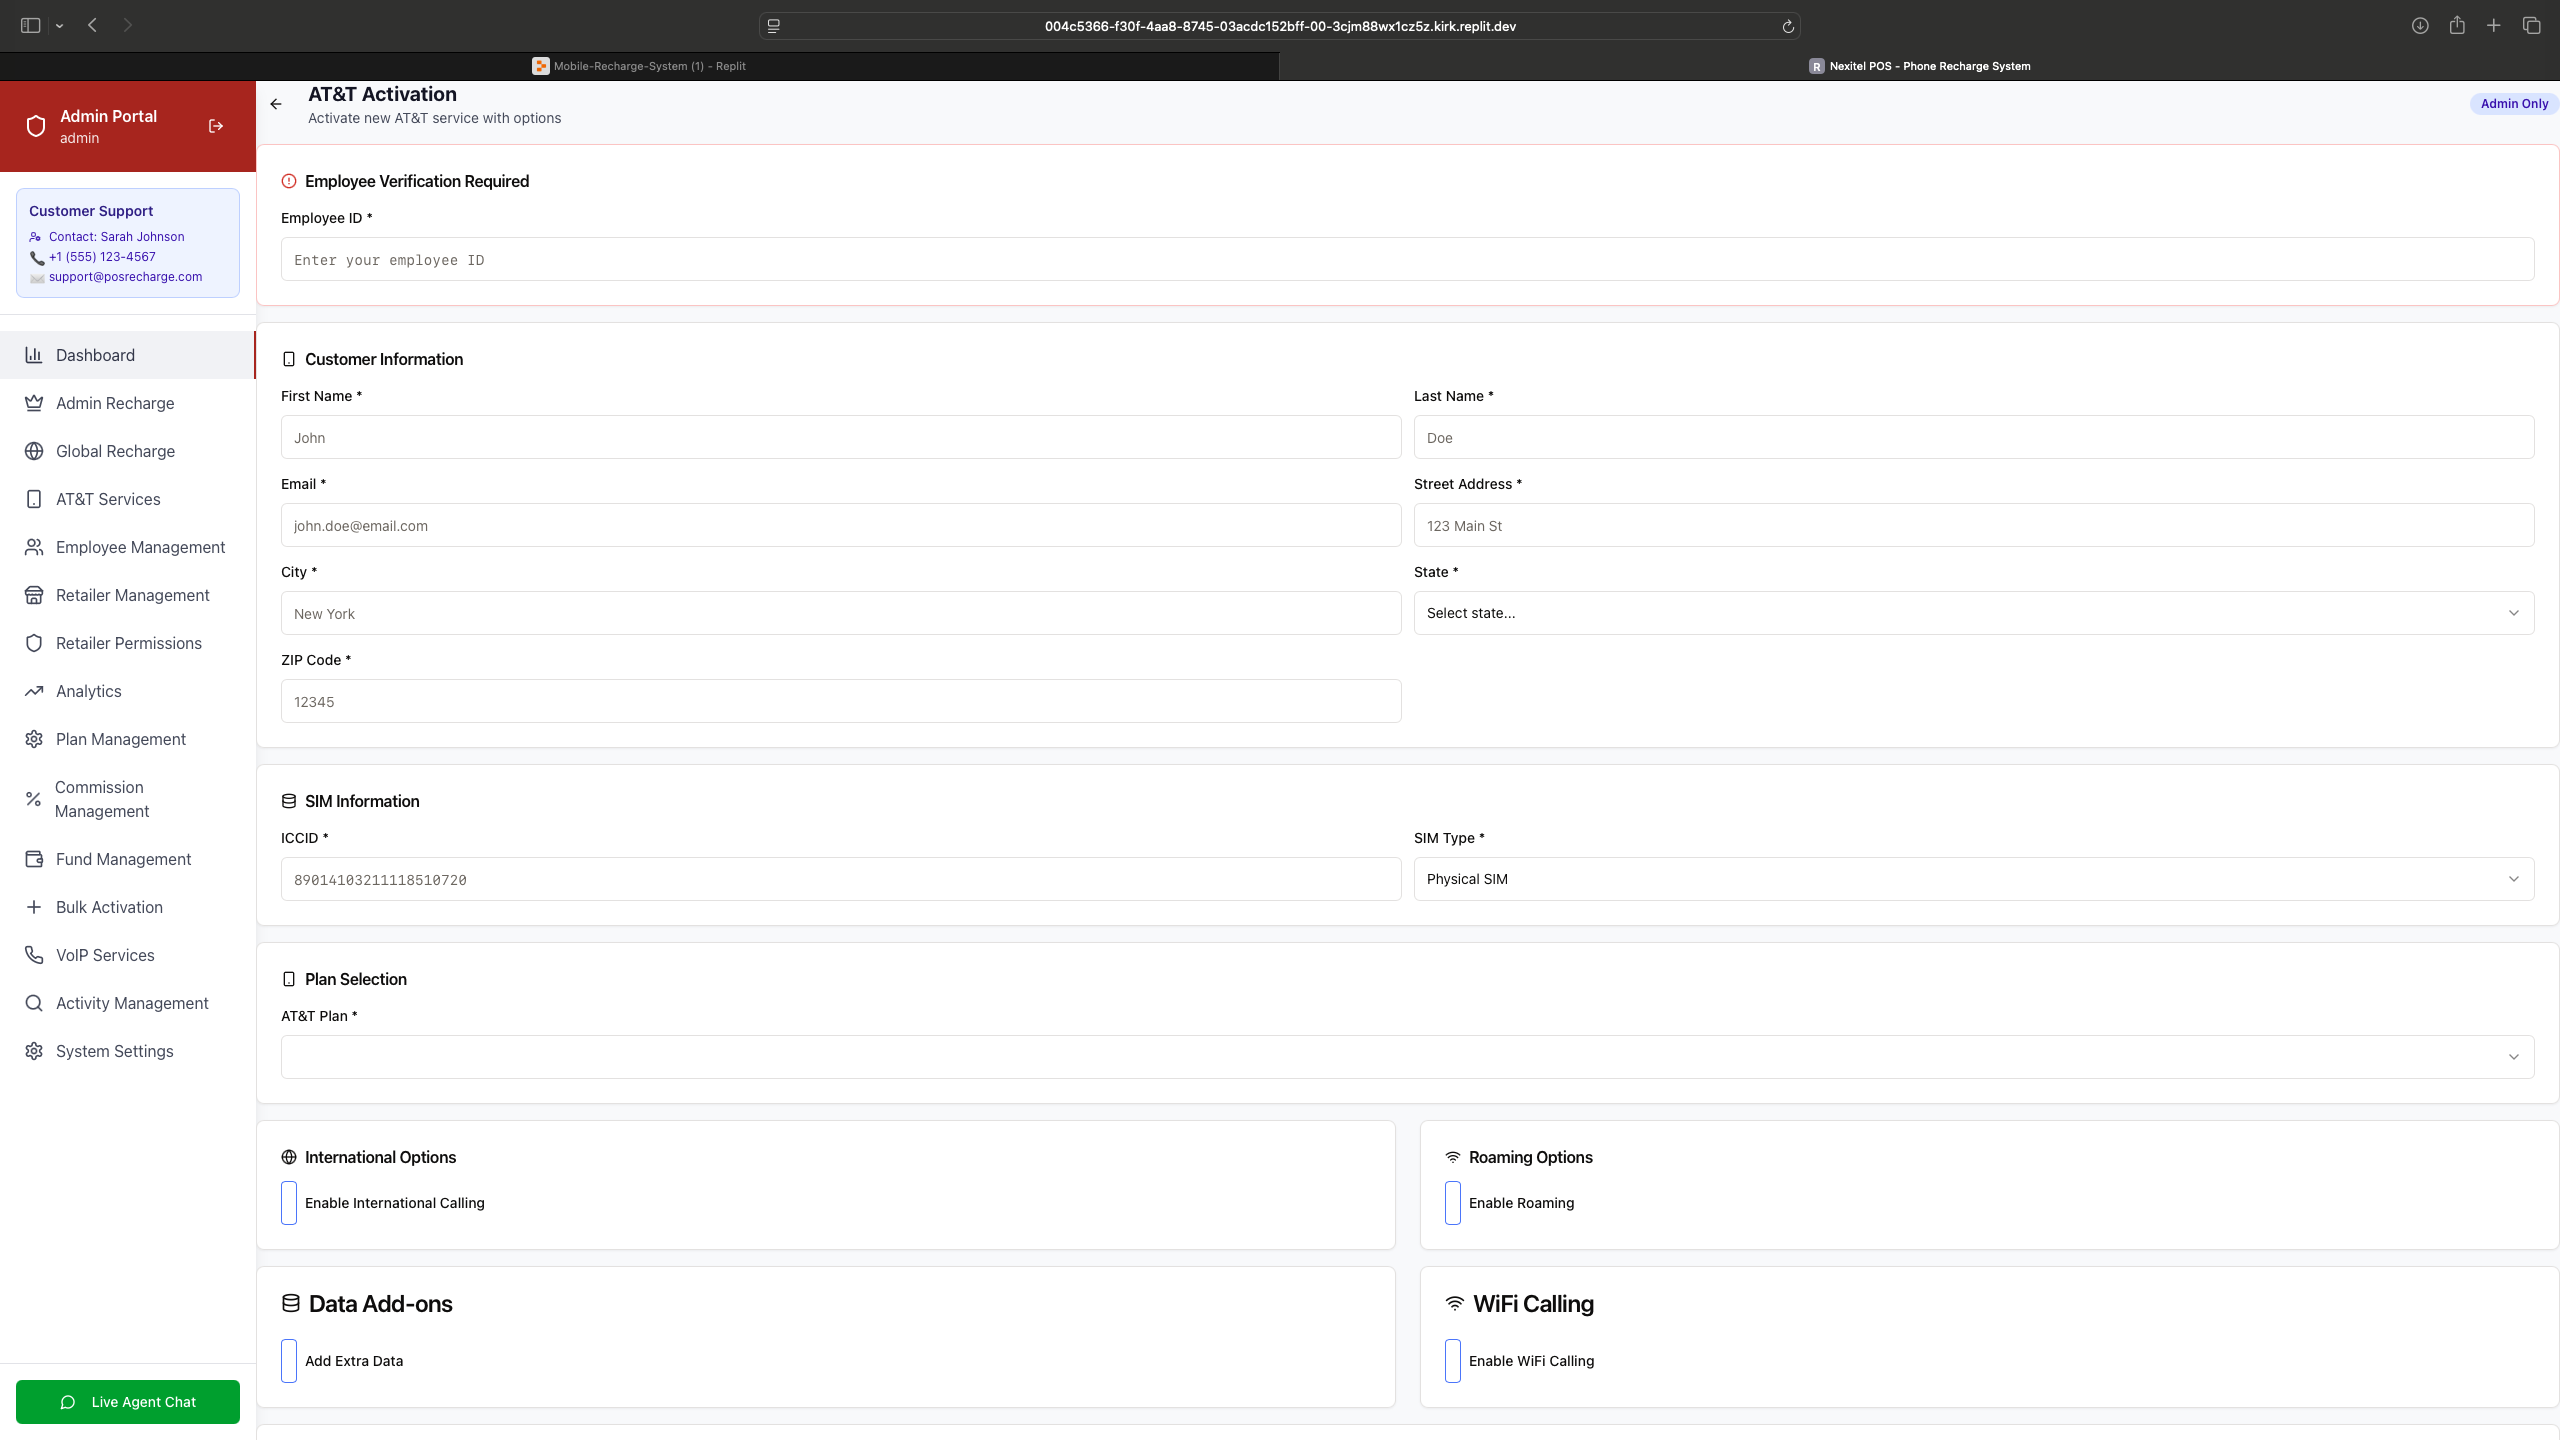 004c5366-f30f-4aa8-8745-03acdc152bff-00-3cjm88wx1cz5z.kirk.replit.dev
Mobile-Recharge-System (1) - Replit
R Nexitel POS - Phone Recharge System
Admin Portal
admin
Customer Support
Contact: Sarah Johnson
+1 (555) 123-4567
support@posrecharge.com
Dashboard
Admin Recharge
Global Recharge
AT&T Services
Employee Management
Retailer Management
Retailer Permissions
Analytics
Plan Management
Commission
Management
Fund Management
Bulk Activation
VoIP Services
Activity Management
System Settings
Live Agent Chat
AT&T Activation
Activate new AT&T service with options
Admin Only
Employee Verification Required
Employee ID *
Enter your employee ID
Customer Information
First Name *
John
Last Name *
Doe
Email *
john.doe@email.com
Street Address *
123 Main St
City *
New York
State *
Select state...
ZIP Code *
12345
SIM Information
ICCID *
89014103211118510720
SIM Type *
Physical SIM
Plan Selection
AT&T Plan *
International Options
Enable International Calling
Roaming Options
Enable Roaming
Data Add-ons
Add Extra Data
WiFi Calling
Enable WiFi Calling